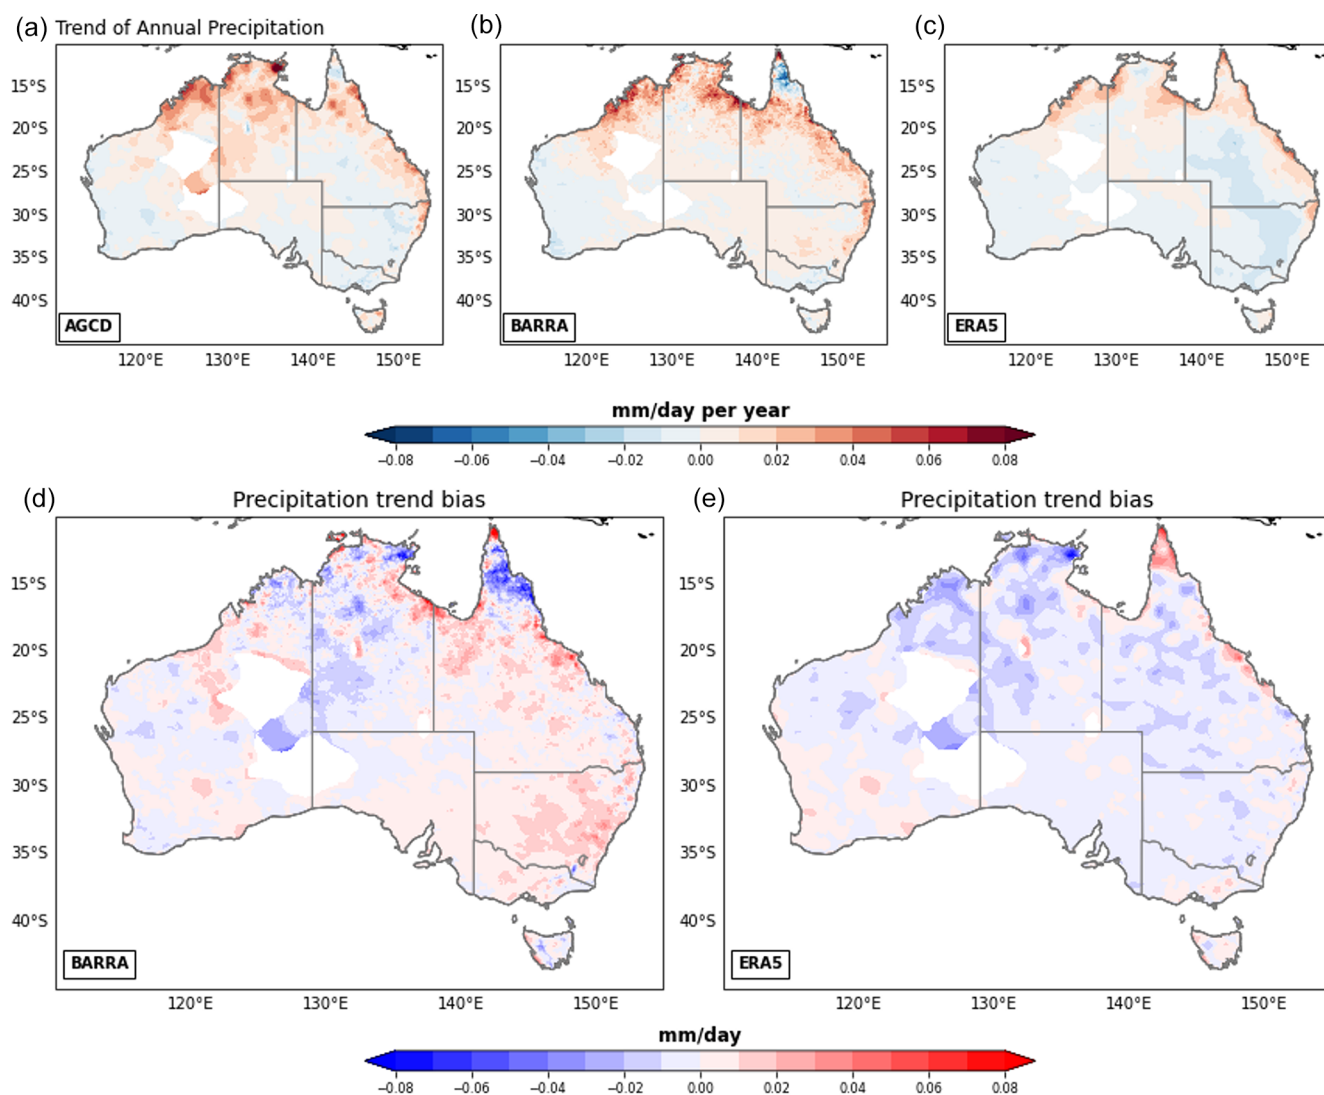 (a) Trend of Annual Precipitation (b) (c)
15°S 15°S 15°S
20°S 20°S 20°S
25°S 25°S 25°S
30°S 30°S 30°S
35°S 35°S 35°S
40°S 40°S 40°S
AGCD BARRA ERA5
120°E 130°E 140°E 150°E 120°E 130°E 140°E 150°E 120°E 130°E 140°E 150°E
mm/day per year
−0.08 −0.06 −0.04 −0.02 0.00 0.02 0.04 0.06 0.08
(d) Precipitation trend bias (e) Precipitation trend bias
15°S 15°S
20°S 20°S
25°S 25°S
30°S 30°S
35°S 35°S
40°S 40°S
BARRA ERA5
120°E 130°E 140°E 150°E 120°E 130°E 140°E 150°E
mm/day
−0.08 −0.06 −0.04 −0.02 0.00 0.02 0.04 0.06 0.08